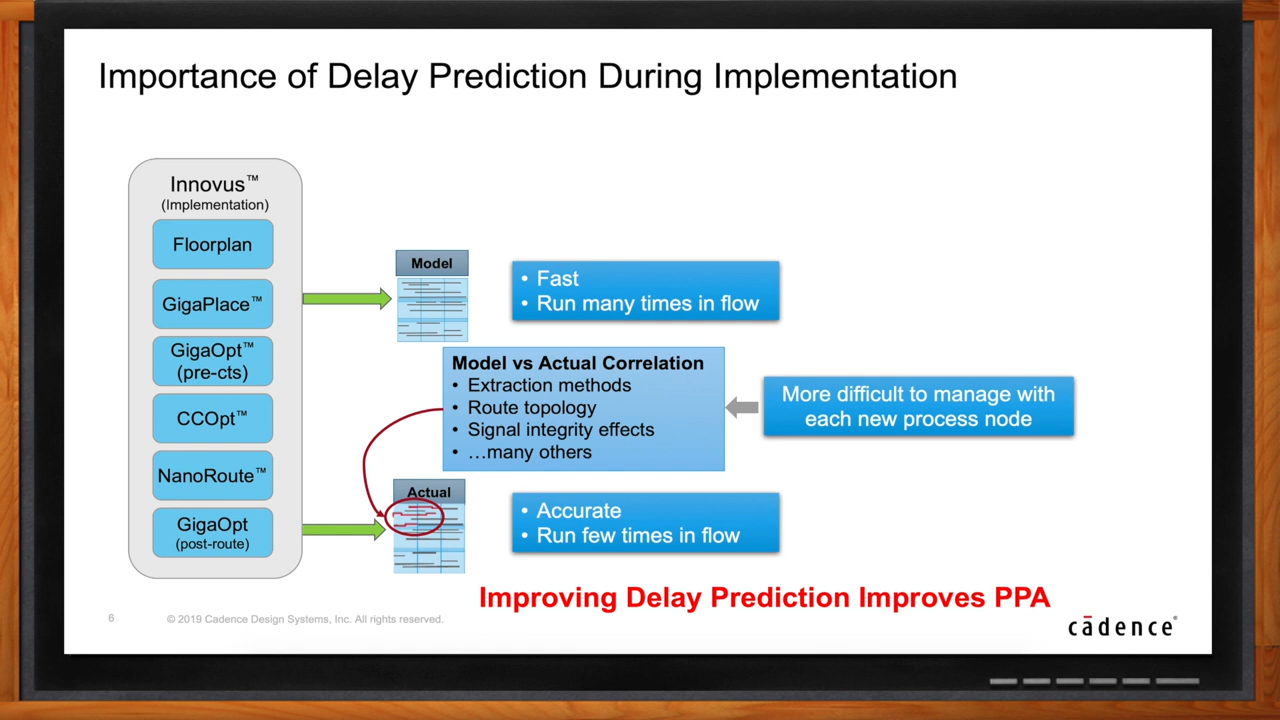 Importance of Delay Prediction During Implementation
Innovus™
(Implementation)
Floorplan
GigaPlace™
GigaOpt™
(pre-cts)
CCOpt™
NanoRoute™
GigaOpt
(post-route)
Model
• Fast
• Run many times in flow
Model vs Actual Correlation
• Extraction methods
• Route topology
• Signal integrity effects
• …many others
More difficult to manage with
each new process node
Actual
• Accurate
• Run few times in flow
Improving Delay Prediction Improves PPA
6
© 2019 Cadence Design Systems, Inc. All rights reserved.
cādence®